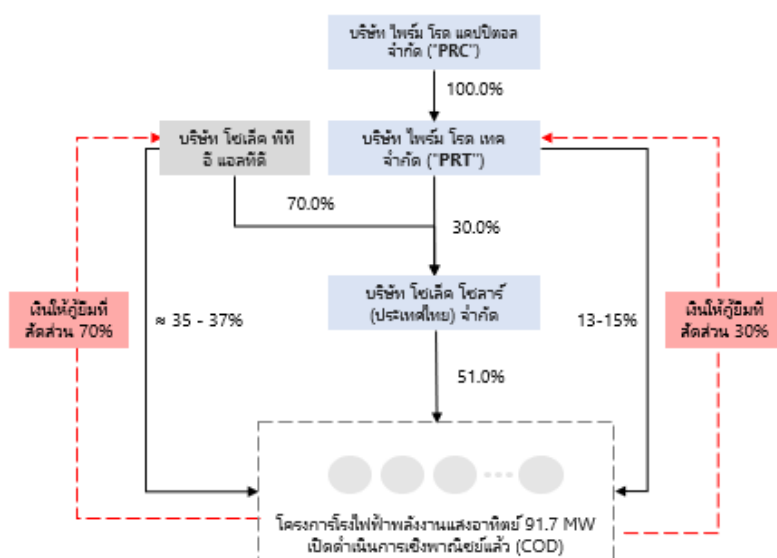 บริษัท ไพร์ม โรด แคปปิตอล
จำกัด ("PRC")
100.0%
บริษัท โซเล็ค พีที
อี แอลทีดี
บริษัท ไพร์ม โรด เทค
จำกัด ("PRT")
70.0%
30.0%
เงินให้กู้ยืมที่
สัดส่วน 70%
≈ 35 - 37%
บริษัท โซเล็ค โซลาร์
(ประเทศไทย) จำกัด
13-15%
เงินให้กู้ยืมที่
สัดส่วน 30%
51.0%
โครงการโรงไฟฟ้าพลังงานแสงอาทิตย์ 91.7 MW
เปิดดำเนินการเชิงพาณิชย์แล้ว (COD)